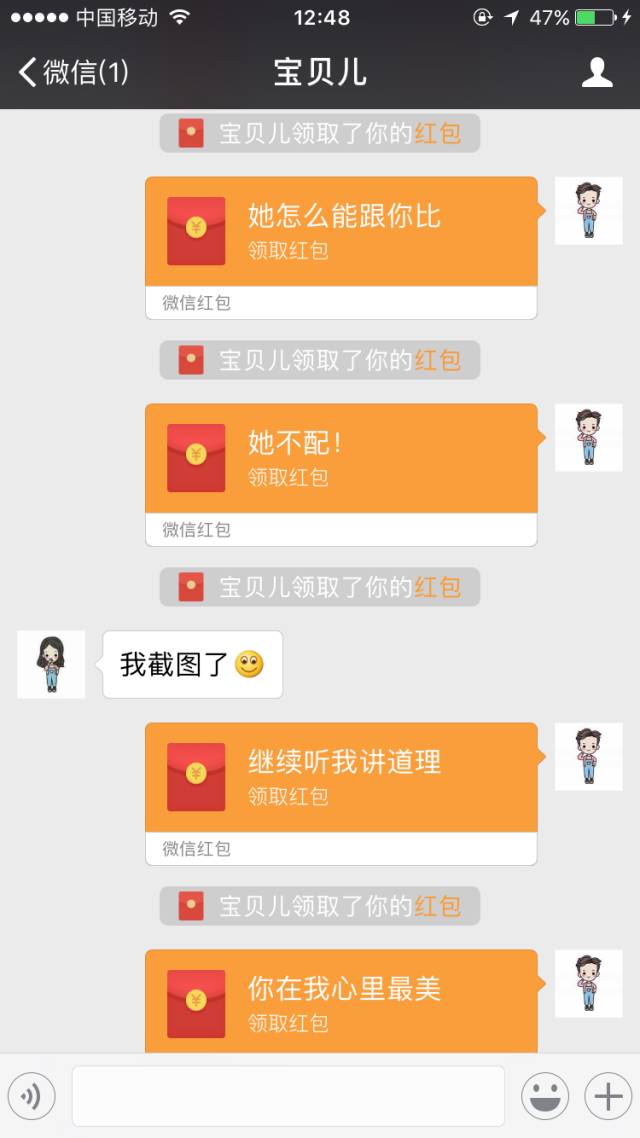 中国移动 12:48 47%
微信(1) 宝贝儿
宝贝儿领取了你的红包
她怎么能跟你比
领取红包
微信红包
宝贝儿领取了你的红包
她不配!
领取红包
微信红包
宝贝儿领取了你的红包
我截图了
继续听我讲道理
领取红包
微信红包
宝贝儿领取了你的红包
你在我心里最美
领取红包